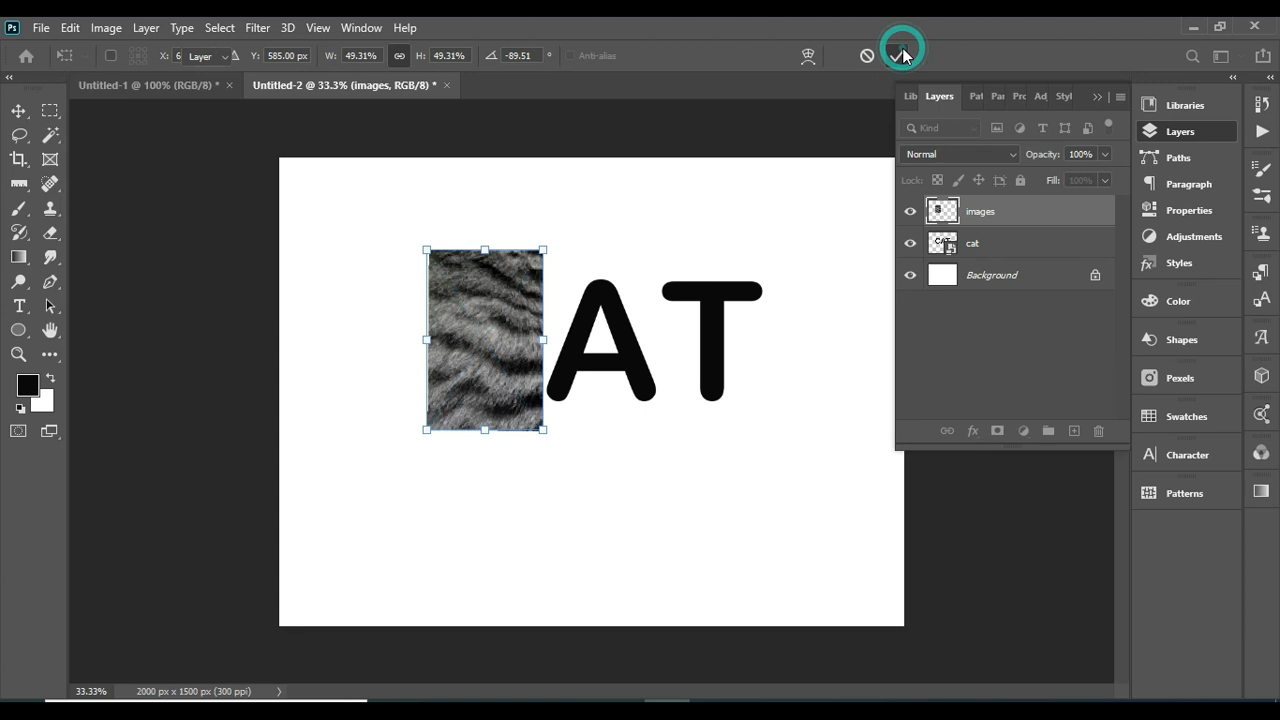 Ps File Edit Image Layer Type Select Filter 3D View Window Help
X: 6 Layer Y: 585.00 px W: 49.31% H: 49.31% -89.51 ° Anti-alias
Untitled-1 @ 100% (RGB/8) * × Untitled-2 @ 33.3% (images, RGB/8) * ×
Lib Layers Pat Par Pro Adj Styl
Kind
Normal Opacity: 100%
Lock: Fill: 100%
images
cat
Background
Libraries
Layers
Paths
Paragraph
Properties
Adjustments
Styles
Color
Shapes
Pexels
Swatches
Character
Patterns
AT
33.33% 2000 px x 1500 px (300 ppi)